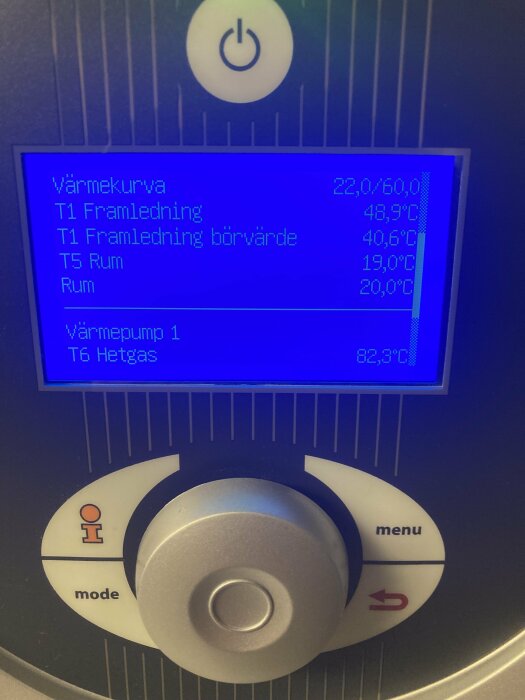 Värmekurva 22,0/60,0
T1 Framledning 48,9°C
T1 Framledning börvärde 40,6°C
T5 Rum 19,0°C
Rum 20,0°C
Värmepump 1
T6 Hetgas 82,3°C
menu
mode